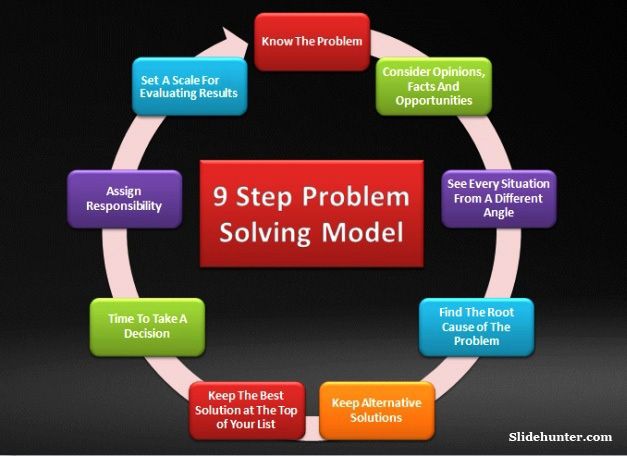 Know The Problem
Consider Opinions,
Facts And
Opportunities
See Every Situation
From A Different
Angle
Find The Root
Cause of The
Problem
Keep Alternative
Solutions
Keep The Best
Solution at The Top
of Your List
Time To Take A
Decision
Assign
Responsibility
Set A Scale For
Evaluating Results
9 Step Problem
Solving Model
Slidehunter.com